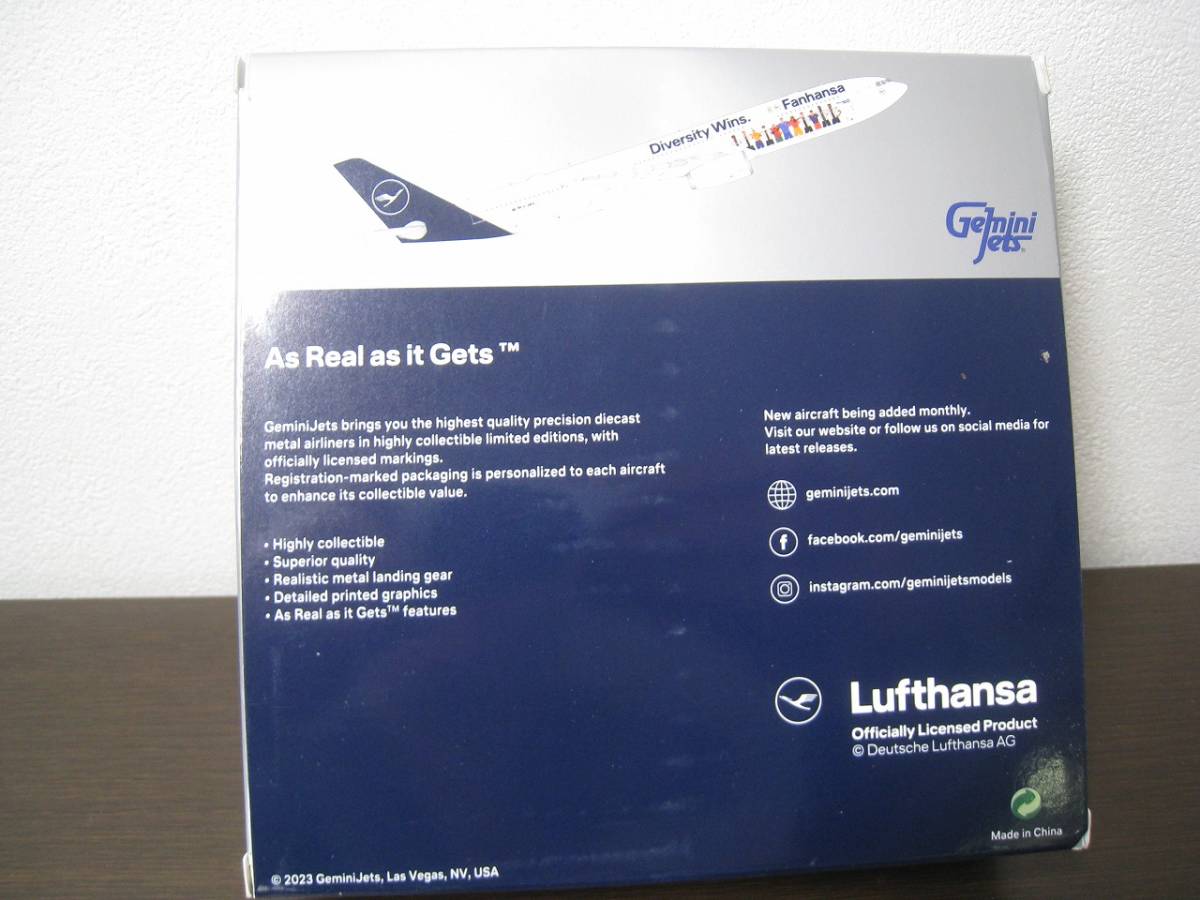 Diversity Wins.
Fanhansa
Gemini
Jets®
As Real as it Gets ™
GeminiJets brings you the highest quality precision diecast
metal airliners in highly collectible limited editions, with
officially licensed markings.
Registration-marked packaging is personalized to each aircraft
to enhance its collectible value.
• Highly collectible
• Superior quality
• Realistic metal landing gear
• Detailed printed graphics
• As Real as it Gets™ features
New aircraft being added monthly.
Visit our website or follow us on social media for
latest releases.
geminijets.com
facebook.com/geminijets
instagram.com/geminijetsmodels
Lufthansa
Officially Licensed Product
© Deutsche Lufthansa AG
Made in China
© 2023 GeminiJets, Las Vegas, NV, USA